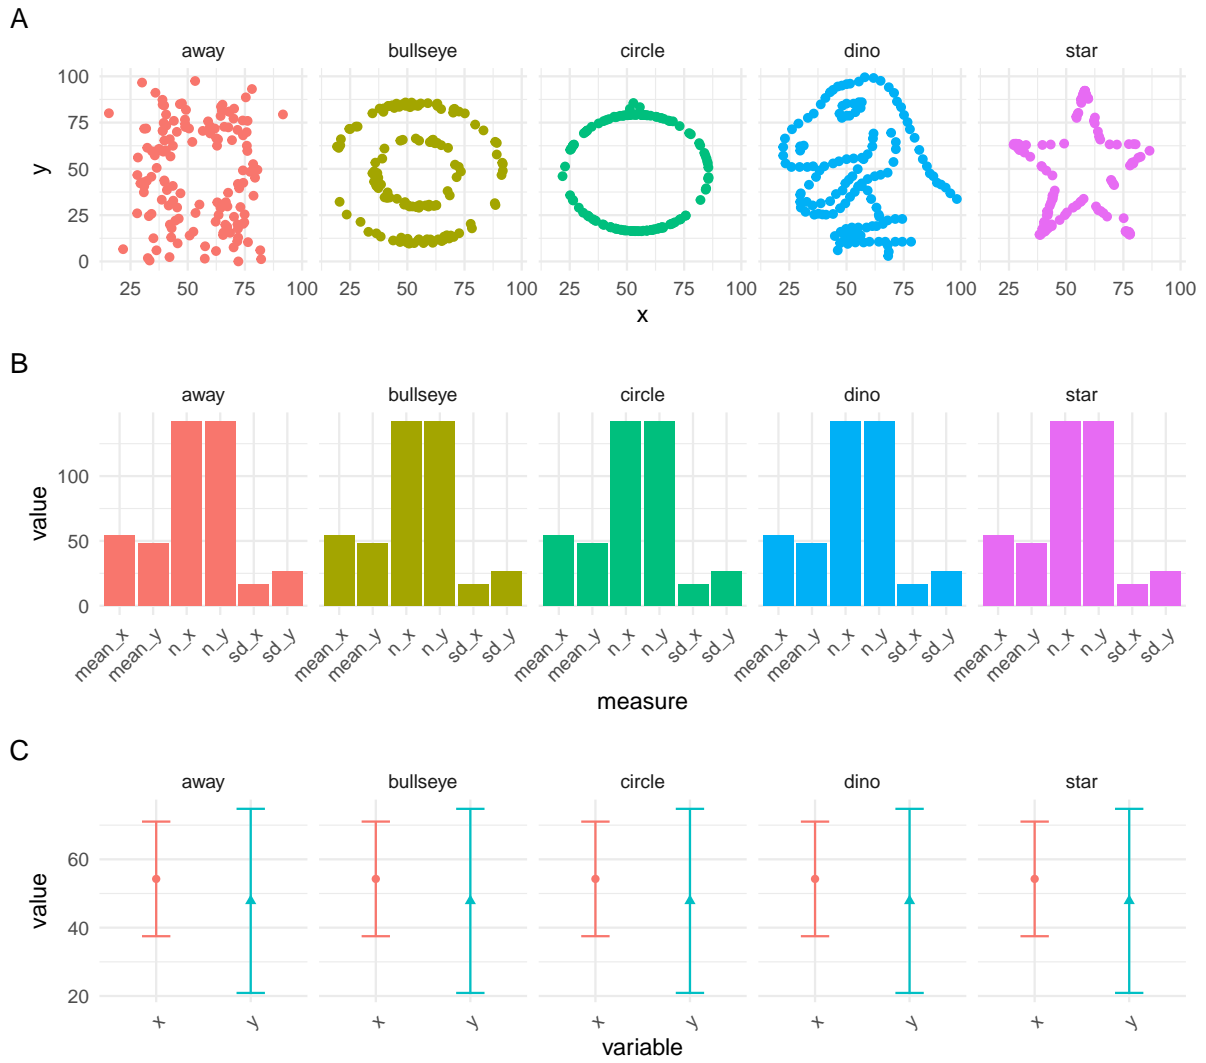 A
away bullseye circle dino star
100
75
50
25
0
y
25 50 75 100 25 50 75 100 25 50 75 100 25 50 75 100 25 50 75 100
x
B
away bullseye circle dino star
100
50
0
value
mean_x mean_y n_x n_y sd_x sd_y mean_x mean_y n_x n_y sd_x sd_y mean_x mean_y n_x n_y sd_x sd_y mean_x mean_y n_x n_y sd_x sd_y mean_x mean_y n_x n_y sd_x sd_y
measure
C
away bullseye circle dino star
60
40
20
value
x y x y x y x y x y
variable